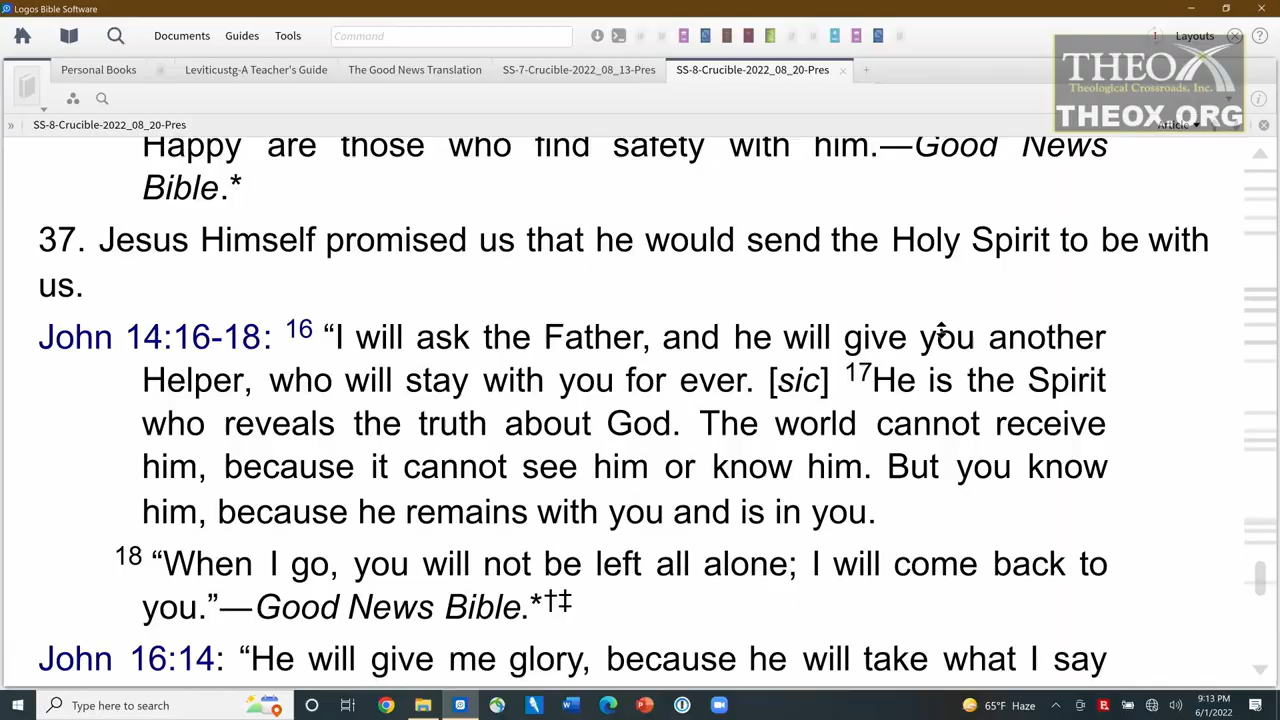 Logos Bible Software
Documents Guides Tools Command Layouts
THEOX
Theological Crossroads, Inc.
THEOX.ORG
Personal Books Leviticustg-A Teacher's Guide The Good News Translation SS-7-Crucible-2022_08_13-Pres SS-8-Crucible-2022_08_20-Pres
SS-8-Crucible-2022_08_20-Pres Article
Happy are those who find safety with him.—Good News
Bible.*
37. Jesus Himself promised us that he would send the Holy Spirit to be with
us.
John 14:16-18: 16 “I will ask the Father, and he will give you another
Helper, who will stay with you for ever. [sic] 17He is the Spirit
who reveals the truth about God. The world cannot receive
him, because it cannot see him or know him. But you know
him, because he remains with you and is in you.
18 “When I go, you will not be left all alone; I will come back to
you.”—Good News Bible.*†‡
John 16:14: “He will give me glory, because he will take what I say
Type here to search
65°F Haze
9:13 PM
6/1/2022